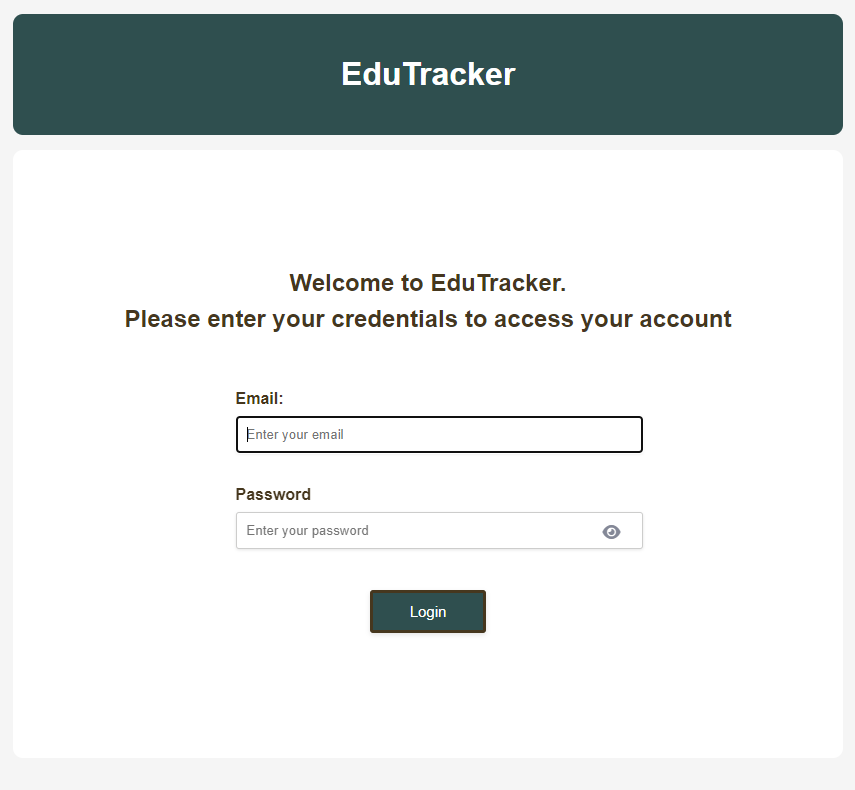 EduTracker
Welcome to EduTracker.
Please enter your credentials to access your account
Email:
Enter your email
Password
Enter your password
Login